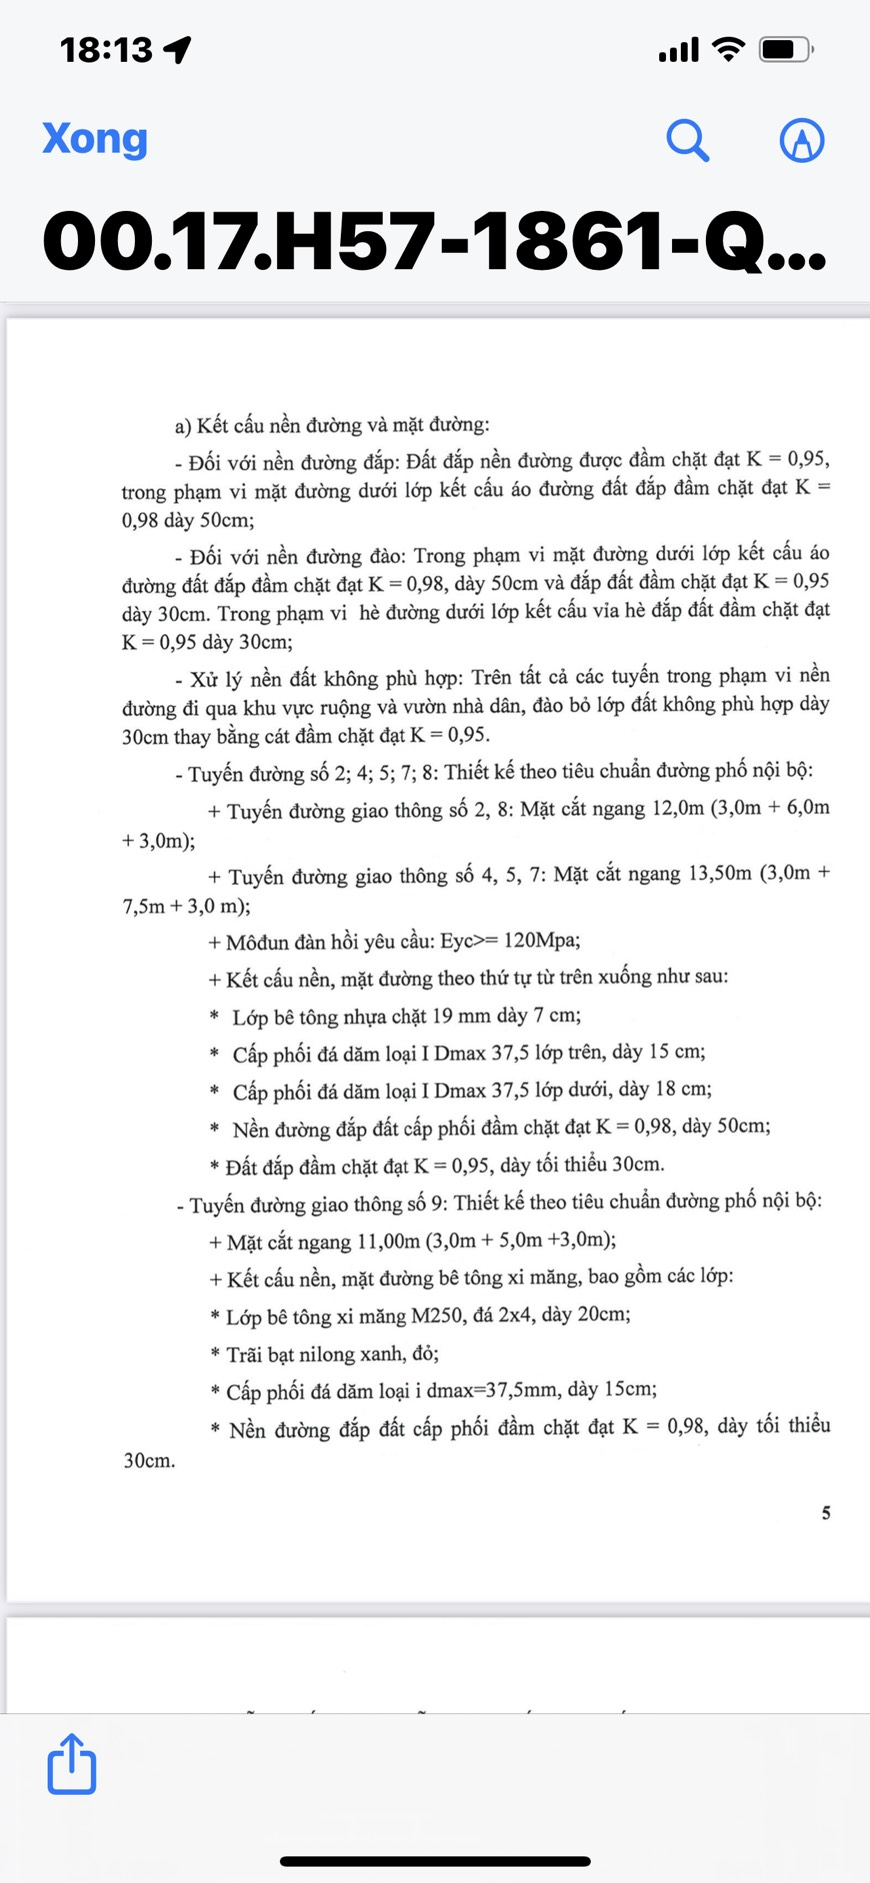 18:13
Xong
00.17.H57-1861-Q...
a) Kết cấu nền đường và mặt đường:
- Đối với nền đường đắp: Đất đắp nền đường được đầm chặt đạt K = 0,95,
trong phạm vi mặt đường dưới lớp kết cấu áo đường đất đắp đầm chặt đạt K =
0,98 dày 50cm;
- Đối với nền đường đào: Trong phạm vi mặt đường dưới lớp kết cấu áo
đường đất đắp đầm chặt đạt K = 0,98, dày 50cm và đắp đất đầm chặt đạt K = 0,95
dày 30cm. Trong phạm vi hè đường dưới lớp kết cấu vỉa hè đắp đất đầm chặt đạt
K = 0,95 dày 30cm;
- Xử lý nền đất không phù hợp: Trên tất cả các tuyến trong phạm vi nền
đường đi qua khu vực ruộng và vườn nhà dân, đào bỏ lớp đất không phù hợp dày
30cm thay bằng cát đầm chặt đạt K = 0,95.
- Tuyến đường số 2; 4; 5; 7; 8: Thiết kế theo tiêu chuẩn đường phố nội bộ:
+ Tuyến đường giao thông số 2, 8: Mặt cắt ngang 12,0m (3,0m + 6,0m
+ 3,0m);
+ Tuyến đường giao thông số 4, 5, 7: Mặt cắt ngang 13,50m (3,0m +
7,5m + 3,0 m);
+ Môđun đàn hồi yêu cầu: Eyc>= 120Mpa;
+ Kết cấu nền, mặt đường theo thứ tự từ trên xuống như sau:
* Lớp bê tông nhựa chặt 19 mm dày 7 cm;
* Cấp phối đá dăm loại I Dmax 37,5 lớp trên, dày 15 cm;
* Cấp phối đá dăm loại I Dmax 37,5 lớp dưới, dày 18 cm;
* Nền đường đắp đất cấp phối đầm chặt đạt K = 0,98, dày 50cm;
* Đất đắp đầm chặt đạt K = 0,95, dày tối thiểu 30cm.
- Tuyến đường giao thông số 9: Thiết kế theo tiêu chuẩn đường phố nội bộ:
+ Mặt cắt ngang 11,00m (3,0m + 5,0m +3,0m);
+ Kết cấu nền, mặt đường bê tông xi măng, bao gồm các lớp:
* Lớp bê tông xi măng M250, đá 2x4, dày 20cm;
* Trãi bạt nilong xanh, đỏ;
* Cấp phối đá dăm loại i dmax=37,5mm, dày 15cm;
* Nền đường đắp đất cấp phối đầm chặt đạt K = 0,98, dày tối thiểu
30cm.
5